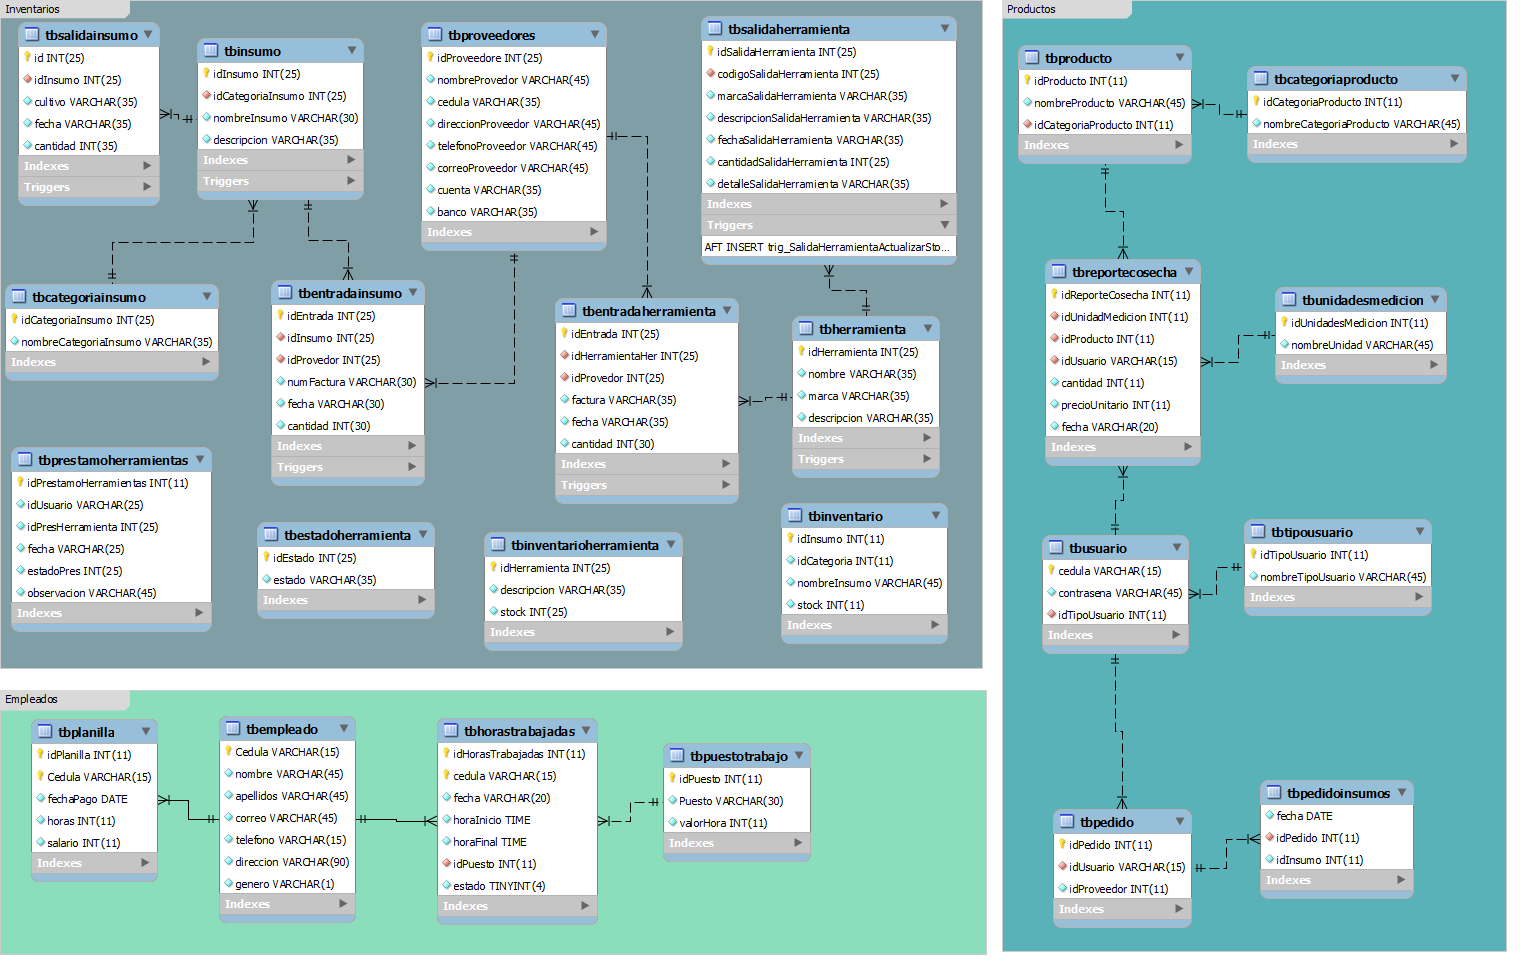 Inventarios
tbsalidainsumo
id INT(25)
idInsumo INT(25)
cultivo VARCHAR(35)
fecha VARCHAR(35)
cantidad INT(35)
Indexes
Triggers
tbinsumo
idInsumo INT(25)
idCategoriaInsumo INT(25)
nombreInsumo VARCHAR(30)
descripcion VARCHAR(35)
Indexes
Triggers
tbproveedores
idProveedore INT(25)
nombreProvedor VARCHAR(45)
cedula VARCHAR(35)
direccionProveedor VARCHAR(45)
telefonoProveedor VARCHAR(45)
correoProveedor VARCHAR(45)
cuenta VARCHAR(35)
banco VARCHAR(35)
Indexes
tbsalidaherramienta
idSalidaHerramienta INT(25)
codigoSalidaHerramienta INT(25)
marcaSalidaHerramienta VARCHAR(35)
descripcionSalidaHerramienta VARCHAR(35)
fechaSalidaHerramienta VARCHAR(35)
cantidadSalidaHerramienta INT(25)
detalleSalidaHerramienta VARCHAR(35)
Indexes
Triggers
AFT INSERT trig_SalidaHerramientaActualizarSto...
tbcategoriainsumo
idCategoriaInsumo INT(25)
nombreCategoriaInsumo VARCHAR(35)
Indexes
tbentradainsumo
idEntrada INT(25)
idInsumo INT(25)
idProvedor INT(25)
numFactura VARCHAR(30)
fecha VARCHAR(30)
cantidad INT(30)
Indexes
Triggers
tbentradaherramienta
idEntrada INT(25)
idHerramientaHer INT(25)
idProvedor INT(25)
factura VARCHAR(35)
fecha VARCHAR(35)
cantidad INT(30)
Indexes
Triggers
tbherramienta
idHerramienta INT(25)
nombre VARCHAR(35)
marca VARCHAR(35)
descripcion VARCHAR(35)
Indexes
Triggers
tbprestamoherramientas
idPrestamoHerramientas INT(11)
idUsuario VARCHAR(25)
idPresHerramienta INT(25)
fecha VARCHAR(25)
estadoPres INT(25)
observacion VARCHAR(45)
Indexes
tbestadoherramienta
idEstado INT(25)
estado VARCHAR(35)
Indexes
tbinventarioherramienta
idHerramienta INT(25)
descripcion VARCHAR(35)
stock INT(25)
Indexes
tbinventario
idInsumo INT(11)
idCategoria INT(11)
nombreInsumo VARCHAR(45)
stock INT(11)
Indexes
Empleados
tbplanilla
idPlanilla INT(11)
Cedula VARCHAR(15)
fechaPago DATE
horas INT(11)
salario INT(11)
Indexes
tbempleado
Cedula VARCHAR(15)
nombre VARCHAR(45)
apellidos VARCHAR(45)
correo VARCHAR(45)
telefono VARCHAR(15)
direccion VARCHAR(90)
genero VARCHAR(1)
Indexes
tbhorastrabajadas
idHorasTrabajadas INT(11)
cedula VARCHAR(15)
fecha VARCHAR(20)
horaInicio TIME
horaFinal TIME
idPuesto INT(11)
estado TINYINT(4)
Indexes
tbpuestotrabajo
idPuesto INT(11)
Puesto VARCHAR(30)
valorHora INT(11)
Indexes
Productos
tbproducto
idProducto INT(11)
nombreProducto VARCHAR(45)
idCategoriaProducto INT(11)
Indexes
tbcategoriaproducto
idCategoriaProducto INT(11)
nombreCategoriaProducto VARCHAR(45)
Indexes
tbreportecosecha
idReporteCosecha INT(11)
idUnidadMedicion INT(11)
idProducto INT(11)
idUsuario VARCHAR(15)
cantidad INT(11)
precioUnitario INT(11)
fecha VARCHAR(20)
Indexes
tbunidadesmedicion
idUnidadesMedicion INT(11)
nombreUnidad VARCHAR(45)
Indexes
tbusuario
cedula VARCHAR(15)
contrasena VARCHAR(45)
idTipoUsuario INT(11)
Indexes
tbtipousuario
idTipoUsuario INT(11)
nombreTipoUsuario VARCHAR(45)
Indexes
tbpedido
idPedido INT(11)
idUsuario VARCHAR(15)
idProveedor INT(11)
Indexes
tbpedidoinsumos
fecha DATE
idPedido INT(11)
idInsumo INT(11)
Indexes